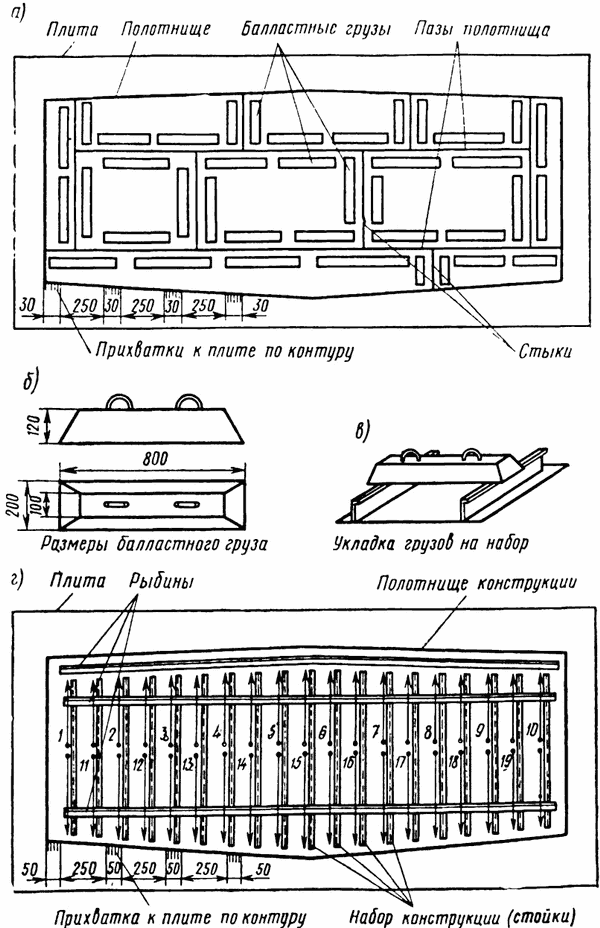 а)
Плита Полотнище Балластные грузы Пазы полотнища
30 250 30 250 30 250 30
Прихватки к плите по контуру
Стыки
б)
120
800
200
100
Размеры балластного груза
в)
Укладка грузов на набор
г)
Плита Рыбины Полотнище конструкции
1 2 3 4 5 6 7 8 9 10
11 12 13 14 15 16 17 18 19
50 250 50 250 50 250 50
Прихватка к плите по контуру
Набор конструкции (стойки)